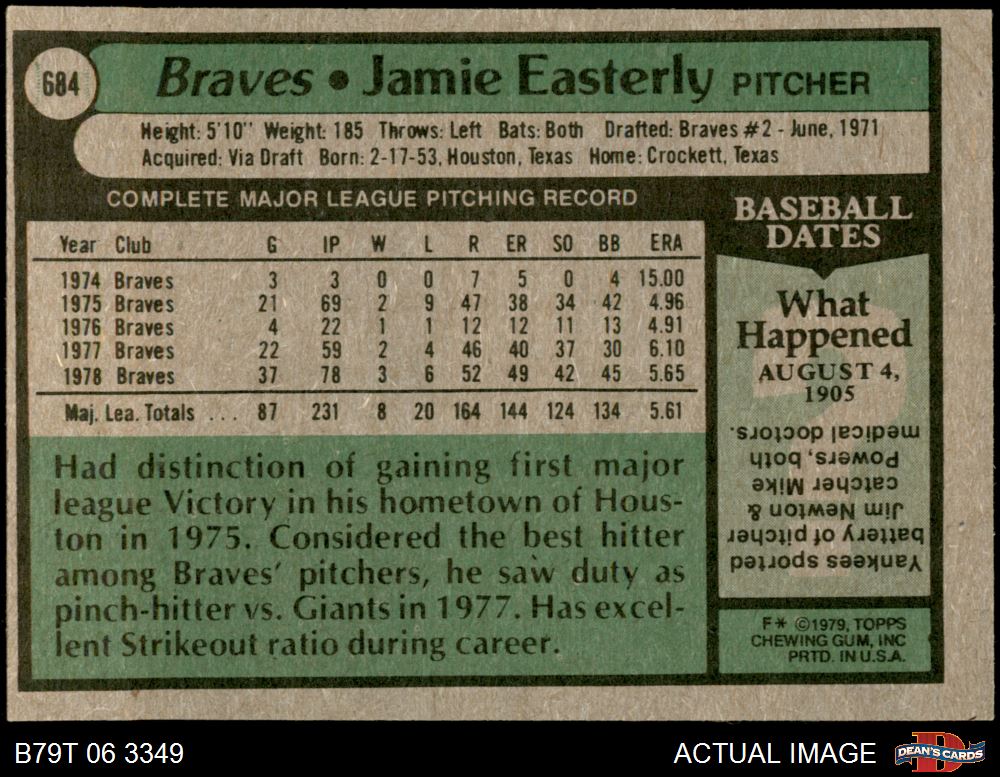 684
Braves • Jamie Easterly PITCHER
Height: 5'10" Weight: 185 Throws: Left Bats: Both Drafted: Braves #2 - June, 1971
Acquired: Via Draft Born: 2-17-53, Houston, Texas Home: Crockett, Texas
COMPLETE MAJOR LEAGUE PITCHING RECORD
Year Club G IP W L R ER SO BB ERA
1974 Braves 3 3 0 0 7 5 0 4 15.00
1975 Braves 21 69 2 9 47 38 34 42 4.96
1976 Braves 4 22 1 1 12 12 11 13 4.91
1977 Braves 22 59 2 4 46 40 37 30 6.10
1978 Braves 37 78 3 6 52 49 42 45 5.65
Maj. Lea. Totals ... 87 231 8 20 164 144 124 134 5.61
Had distinction of gaining first major
league Victory in his hometown of Hous-
ton in 1975. Considered the best hitter
among Braves' pitchers, he saw duty as
pinch-hitter vs. Giants in 1977. Has excel-
lent Strikeout ratio during career.
BASEBALL
DATES
What
Happened
AUGUST 4,
1905
Yankees sported
battery of pitcher
Jim Newton &
catcher Mike
Powers, both
medical doctors.
F* ©1979, TOPPS
CHEWING GUM, INC
PRTD. IN U.S.A.
B79T 06 3349
ACTUAL IMAGE
D
DEAN'S CARDS